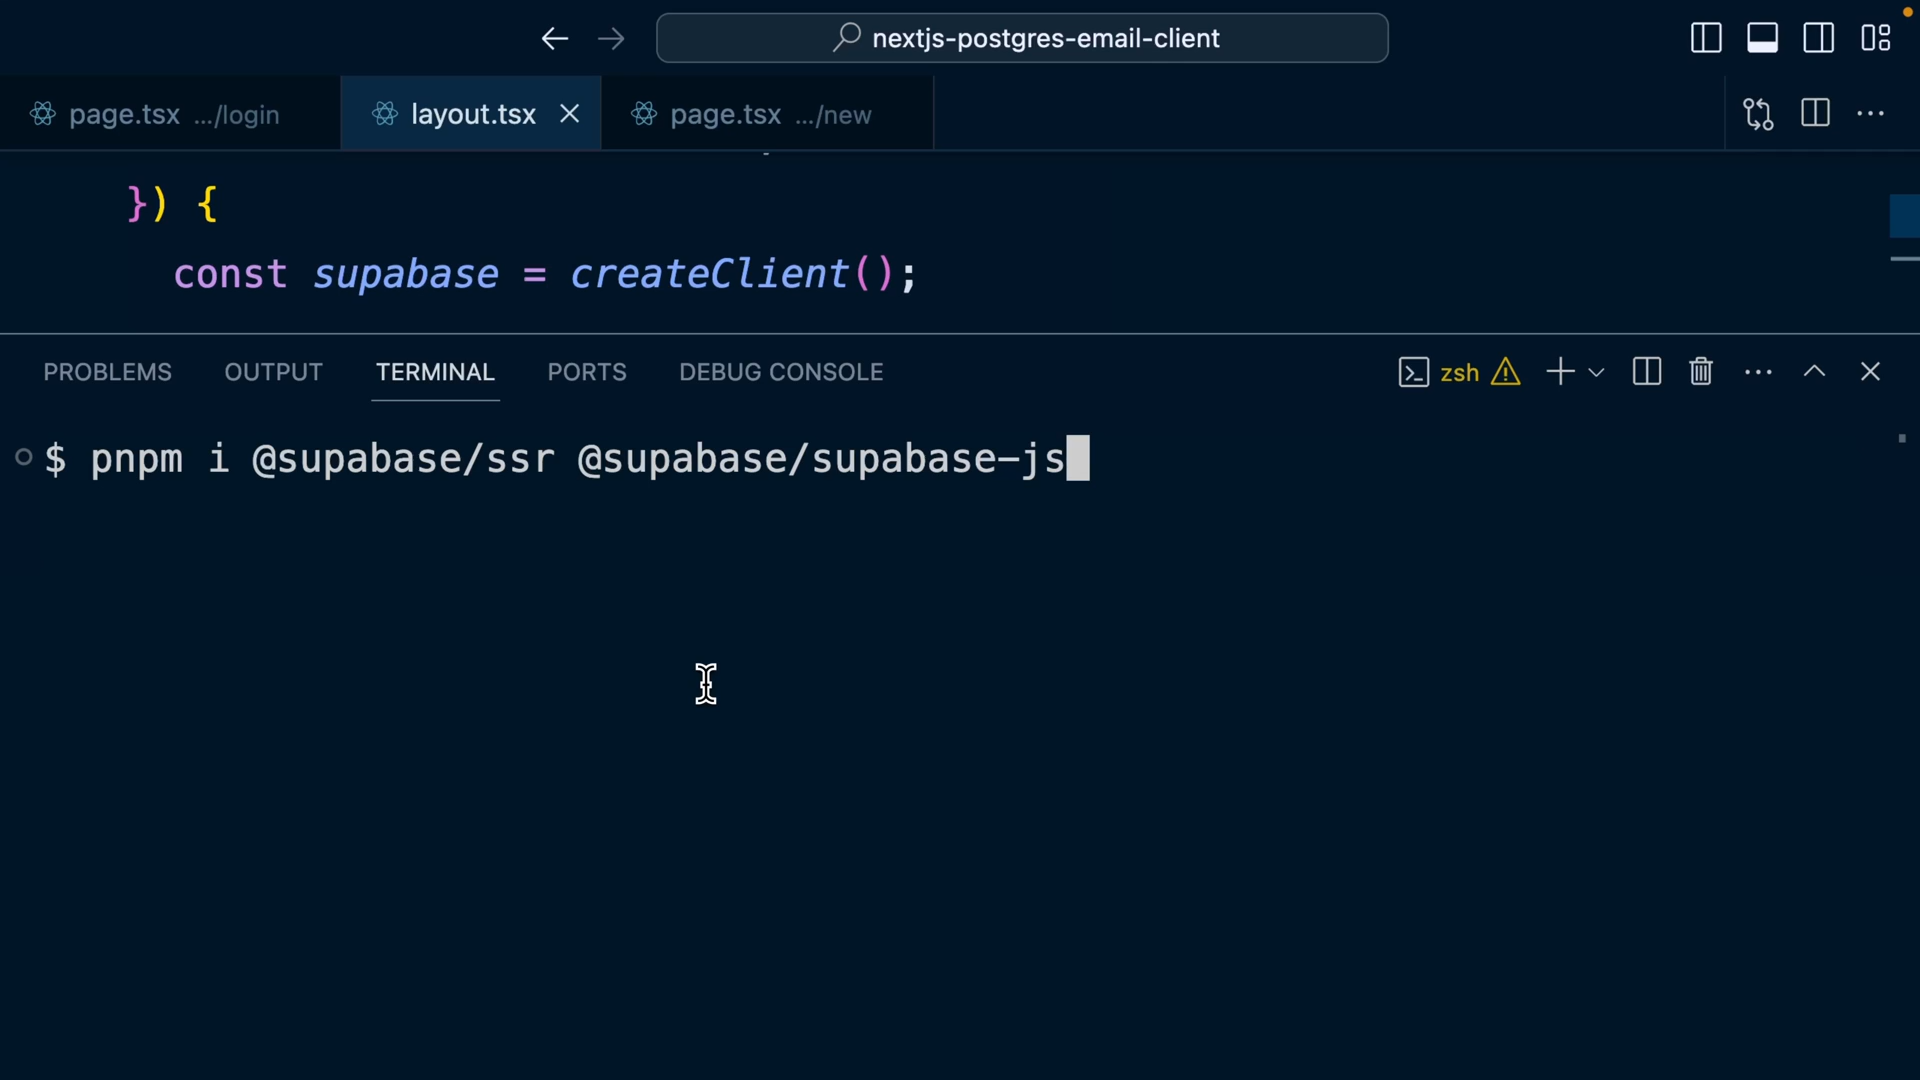 nextjs-postgres-email-client
page.tsx .../login
layout.tsx
page.tsx .../new
}) {
const supabase = createClient();
PROBLEMS
OUTPUT
TERMINAL
PORTS
DEBUG CONSOLE
zsh
$ pnpm i @supabase/ssr @supabase/supabase-js